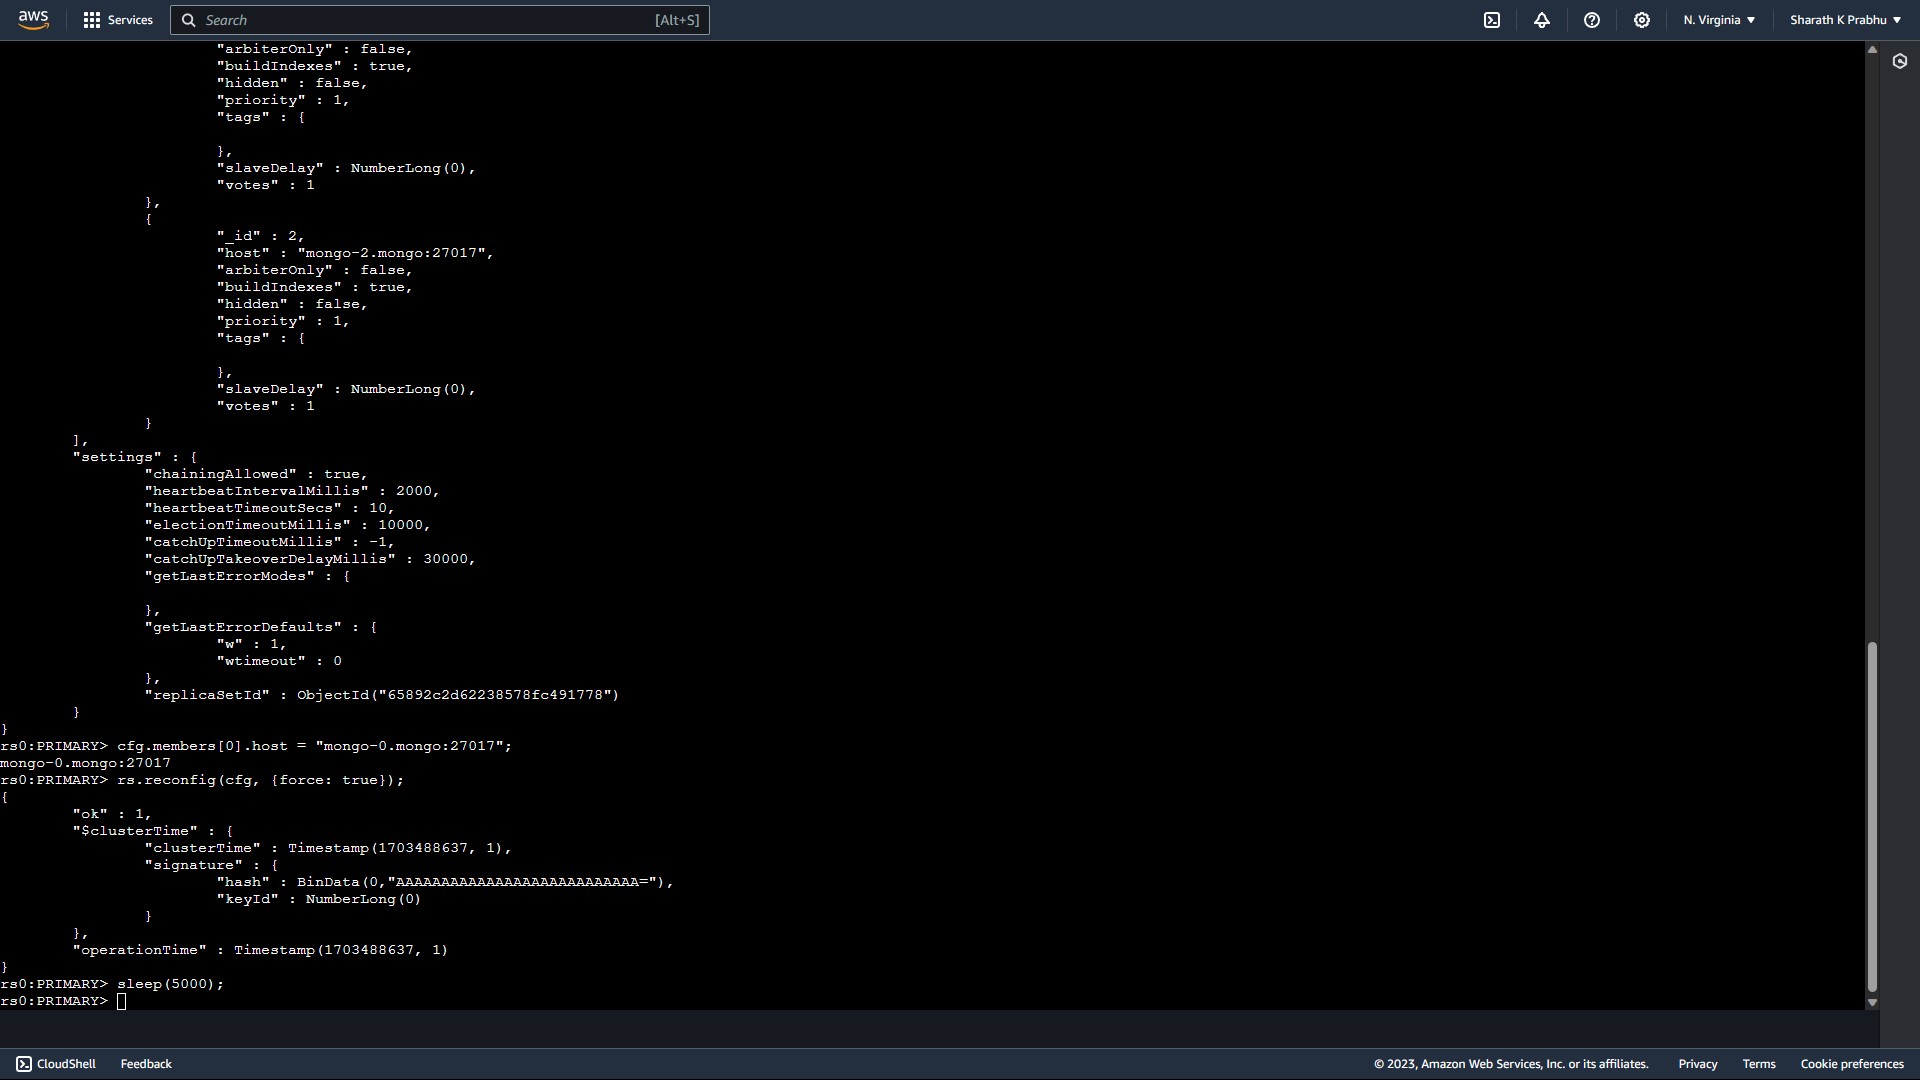 aws
Services
Search
[Alt+S]
N. Virginia
Sharath K Prabhu
"arbiterOnly" : false,
"buildIndexes" : true,
"hidden" : false,
"priority" : 1,
"tags" : {
},
"slaveDelay" : NumberLong(0),
"votes" : 1
},
{
"_id" : 2,
"host" : "mongo-2.mongo:27017",
"arbiterOnly" : false,
"buildIndexes" : true,
"hidden" : false,
"priority" : 1,
"tags" : {
},
"slaveDelay" : NumberLong(0),
"votes" : 1
}
],
"settings" : {
"chainingAllowed" : true,
"heartbeatIntervalMillis" : 2000,
"heartbeatTimeoutSecs" : 10,
"electionTimeoutMillis" : 10000,
"catchUpTimeoutMillis" : -1,
"catchUpTakeoverDelayMillis" : 30000,
"getLastErrorModes" : {
},
"getLastErrorDefaults" : {
"w" : 1,
"wtimeout" : 0
},
"replicaSetId" : ObjectId("65892c2d62238578fc491778")
}
}
rs0:PRIMARY> cfg.members[0].host = "mongo-0.mongo:27017";
mongo-0.mongo:27017
rs0:PRIMARY> rs.reconfig(cfg, {force: true});
{
"ok" : 1,
"$clusterTime" : {
"clusterTime" : Timestamp(1703488637, 1),
"signature" : {
"hash" : BinData(0,"AAAAAAAAAAAAAAAAAAAAAAAAAAA="),
"keyId" : NumberLong(0)
}
},
"operationTime" : Timestamp(1703488637, 1)
}
rs0:PRIMARY> sleep(5000);
rs0:PRIMARY>
CloudShell
Feedback
© 2023, Amazon Web Services, Inc. or its affiliates.
Privacy
Terms
Cookie preferences